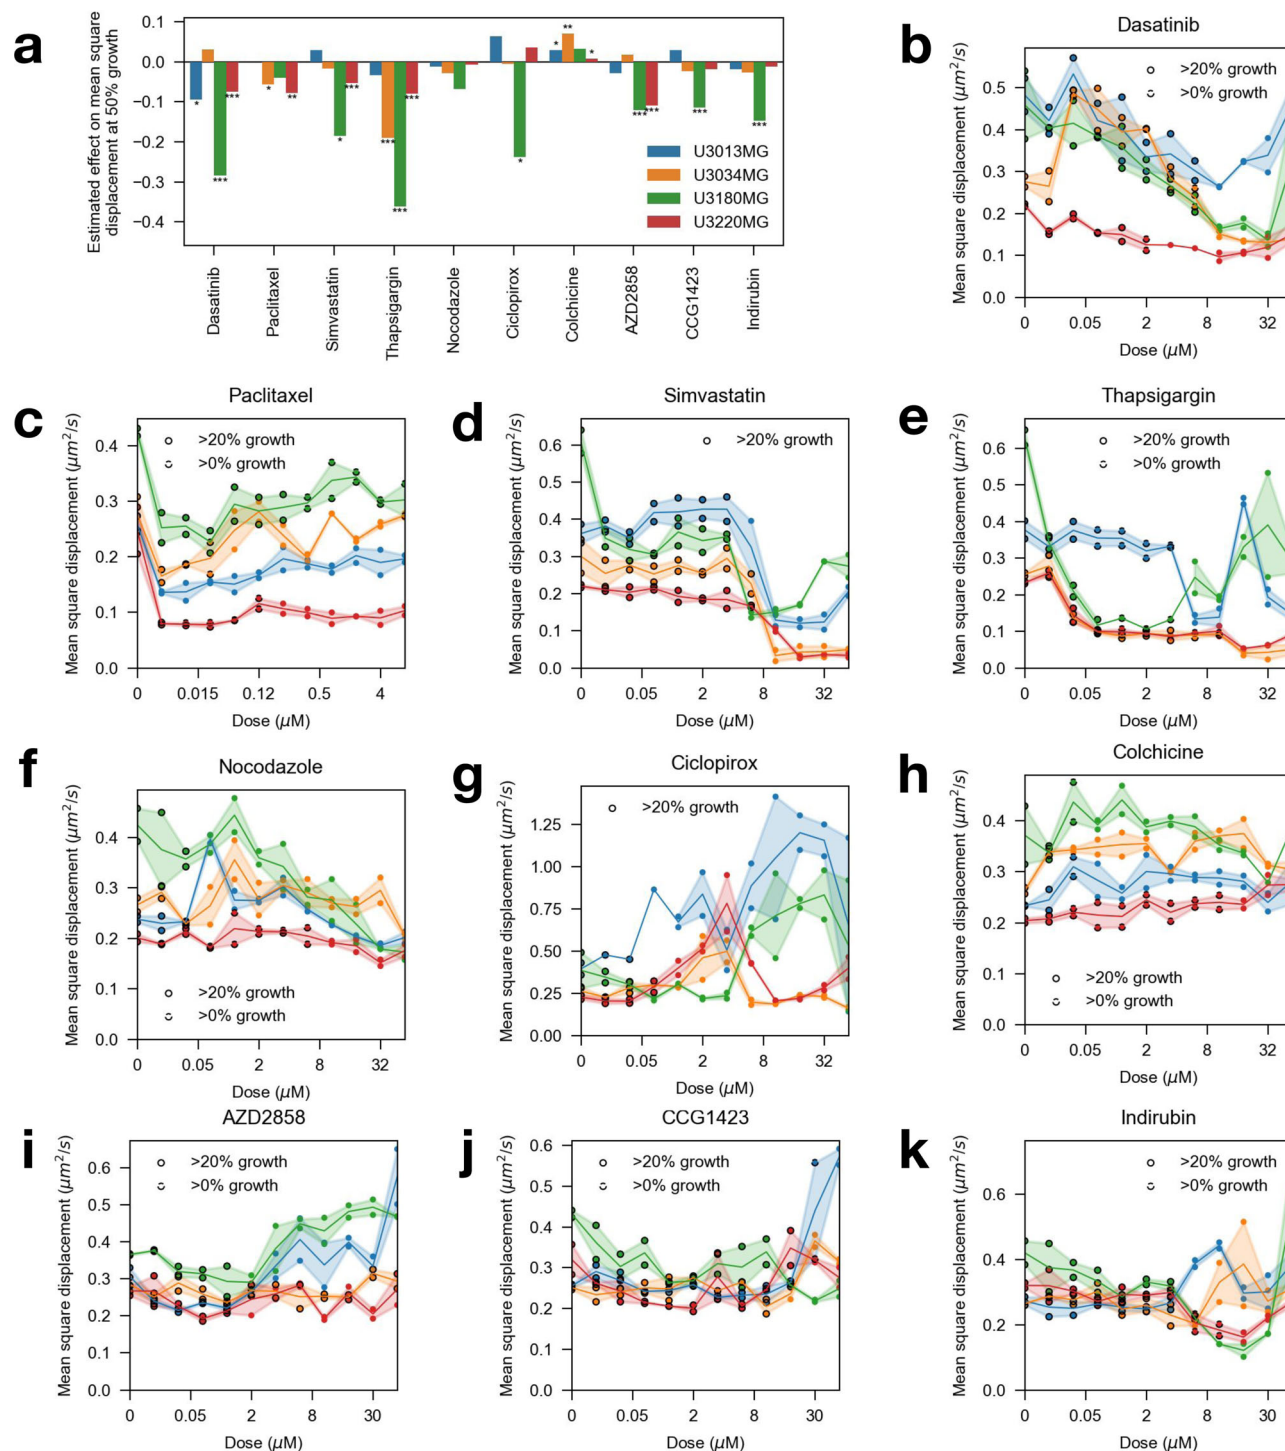 a
Estimated effect on mean square
displacement at 50% growth
0.1
0.0
−0.1
−0.2
−0.3
−0.4
*
***
***
*
**
*
***
***
***
***
*
*
**
*
***
***
***
***
U3013MG
U3034MG
U3180MG
U3220MG
Dasatinib
Paclitaxel
Simvastatin
Thapsigargin
Nocodazole
Ciclopirox
Colchicine
AZD2858
CCG1423
Indirubin
b
Dasatinib
Mean square displacement (μm²/s)
0.5
0.4
0.3
0.2
0.1
0.0
>20% growth
>0% growth
0 0.05 2 8 32
Dose (μM)
c
Paclitaxel
Mean square displacement (μm²/s)
0.4
0.3
0.2
0.1
0.0
>20% growth
>0% growth
0 0.015 0.12 0.5 4
Dose (μM)
d
Simvastatin
Mean square displacement (μm²/s)
0.6
0.5
0.4
0.3
0.2
0.1
0.0
>20% growth
0 0.05 2 8 32
Dose (μM)
e
Thapsigargin
Mean square displacement (μm²/s)
0.6
0.5
0.4
0.3
0.2
0.1
0.0
>20% growth
>0% growth
0 0.05 2 8 32
Dose (μM)
f
Nocodazole
Mean square displacement (μm²/s)
0.4
0.3
0.2
0.1
0.0
>20% growth
>0% growth
0 0.05 2 8 32
Dose (μM)
g
Ciclopirox
Mean square displacement (μm²/s)
1.25
1.00
0.75
0.50
0.25
0.00
>20% growth
0 0.05 2 8 32
Dose (μM)
h
Colchicine
Mean square displacement (μm²/s)
0.4
0.3
0.2
0.1
0.0
>20% growth
>0% growth
0 0.05 2 8 32
Dose (μM)
i
AZD2858
Mean square displacement (μm²/s)
0.6
0.5
0.4
0.3
0.2
0.1
0.0
>20% growth
>0% growth
0 0.05 2 8 30
Dose (μM)
j
CCG1423
Mean square displacement (μm²/s)
0.6
0.5
0.4
0.3
0.2
0.1
0.0
>20% growth
>0% growth
0 0.05 2 8 30
Dose (μM)
k
Indirubin
Mean square displacement (μm²/s)
0.6
0.4
0.2
0.0
>20% growth
>0% growth
0 0.05 2 8 30
Dose (μM)